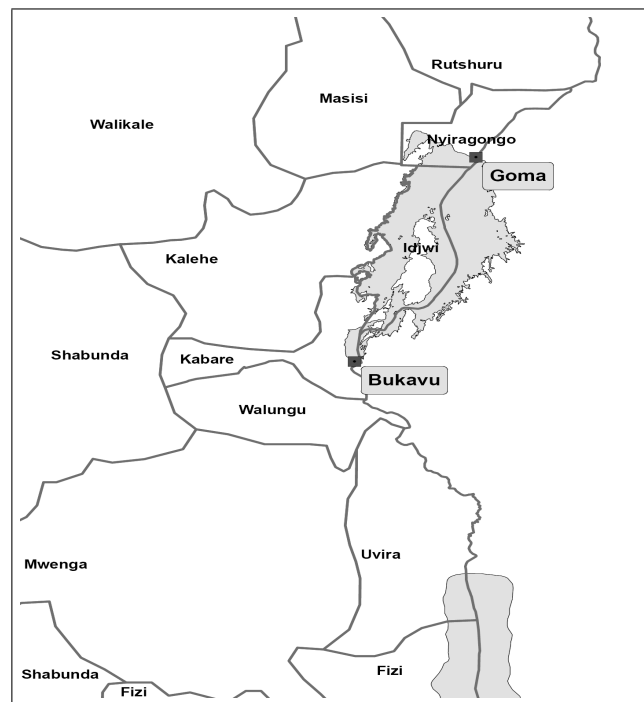 Rutshuru
Masisi
Walikale
Nyiragongo
Goma
Idjwi
Kalehe
Shabunda
Kabare
Bukavu
Walungu
Uvira
Mwenga
Shabunda
Fizi
Fizi